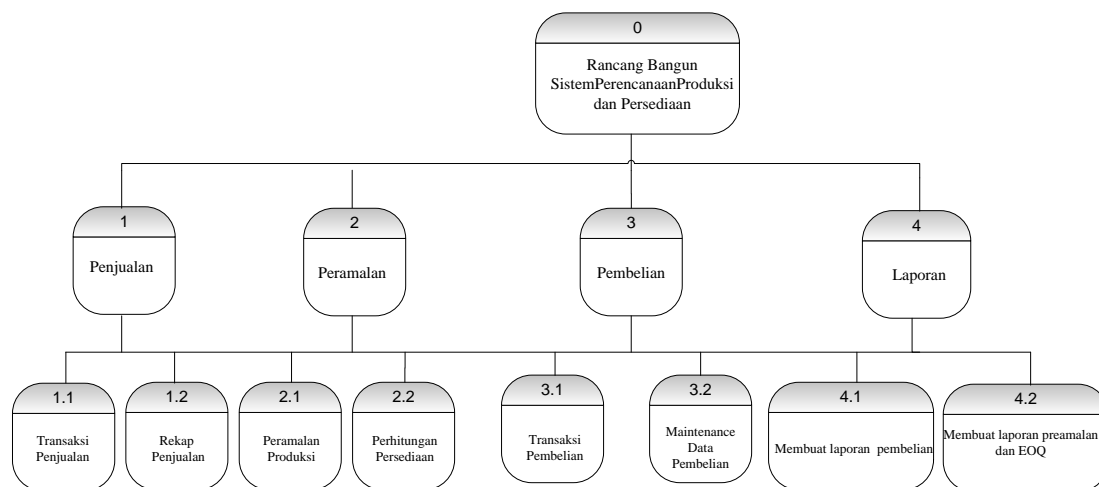 0
Rancang Bangun
SistemPerencanaanProduksi
dan Persediaan
1
Penjualan
2
Peramalan
3
Pembelian
4
Laporan
1.1
Transaksi
Penjualan
1.2
Rekap
Penjualan
2.1
Peramalan
Produksi
2.2
Perhitungan
Persediaan
3.1
Transaksi
Pembelian
3.2
Maintenance
Data
Pembelian
4.1
Membuat laporan pembelian
4.2
Membuat laporan preamalan
dan EOQ